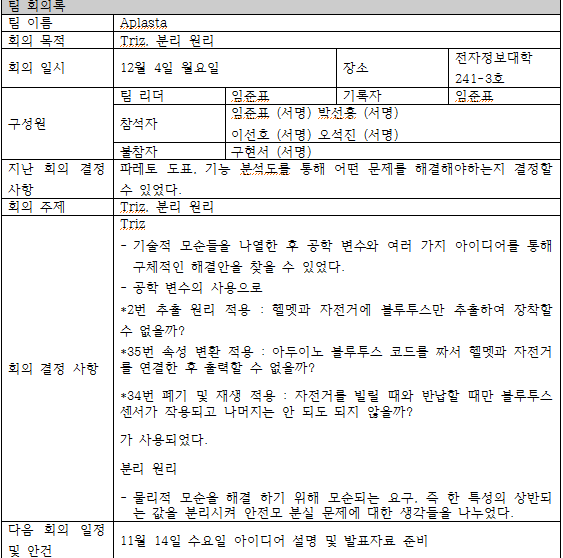 팀 회의록
팀 이름 Aplasta
회의 목적 Triz, 분리 원리
회의 일시 12월 4일 월요일 장소 전자정보대학
241-3호
구성원 팀 리더 임준표 기록자 임준표
참석자 임준표 (서명) 박선홍 (서명)
이선호 (서명) 오석진 (서명)
불참자 구현서 (서명)
지난 회의 결정 파레토 도표, 기능 분석도를 통해 어떤 문제를 해결해야하는지 결정할
사항 수 있었다.
회의 주제 Triz, 분리 원리
회의 결정 사항
Triz
- 기술적 모순들을 나열한 후 공학 변수와 여러 가지 아이디어를 통해
구체적인 해결안을 찾을 수 있었다.
- 공학 변수의 사용으로
*2번 추출 원리 적용 : 헬멧과 자전거에 블루투스만 추출하여 장착할
수 없을까?
*35번 속성 변환 적용 : 아두이노 블루투스 코드를 짜서 헬멧과 자전거
를 연결한 후 출력할 수 없을까?
*34번 폐기 및 재생 적용 : 자전거를 빌릴 때와 반납할 때만 블루투스
센서가 작용되고 나머지는 안 되도 되지 않을까?
가 사용되었다.
분리 원리
- 물리적 모순을 해결 하기 위해 모순되는 요구, 즉 한 특성의 상반되
는 값을 분리시켜 안전모 분실 문제에 대한 생각들을 나누었다.
다음 회의 일정 11월 14일 수요일 아이디어 설명 및 발표자료 준비
및 안건